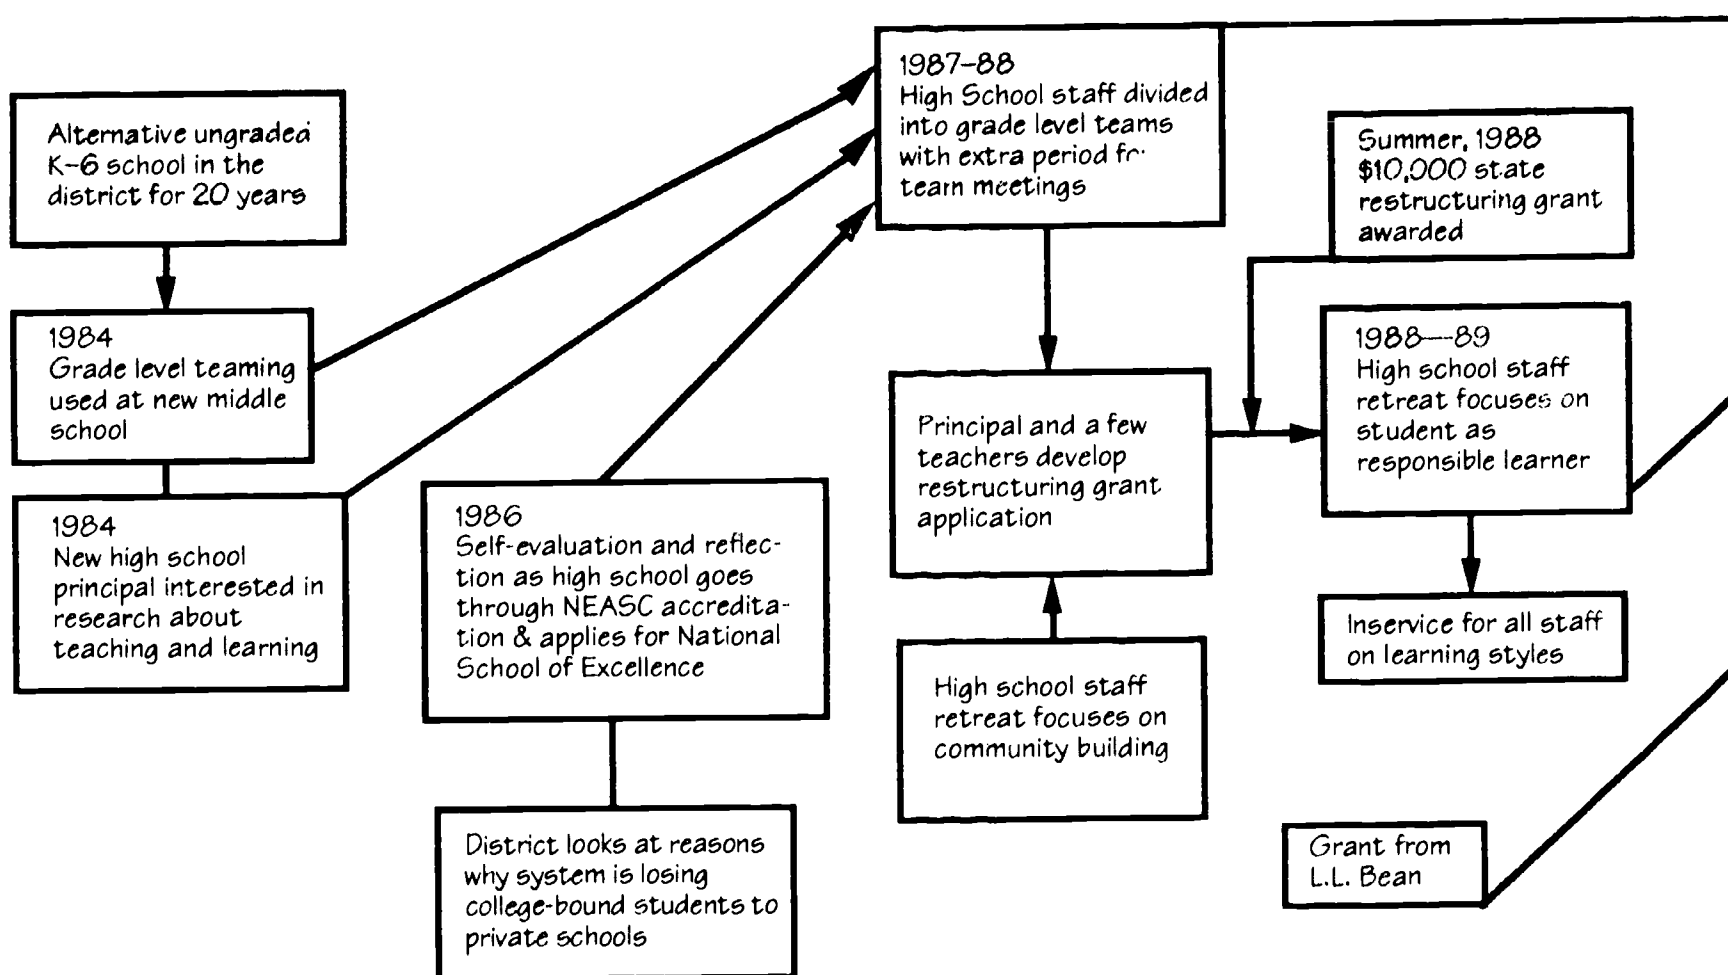 Alternative ungraded
K-6 school in the
district for 20 years
1984
Grade level teaming
used at new middle
school
1984
New high school
principal interested in
research about
teaching and learning
1986
Self-evaluation and reflec-
tion as high school goes
through NEASC accredita-
tion & applies for National
School of Excellence
District looks at reasons
why system is losing
college-bound students to
private schools
1987-88
High School staff divided
into grade level teams
with extra period
team meetings
Principal and a few
teachers develop
restructuring grant
application
High school staff
retreat focuses on
community building
Summer, 1988
$10,000 state
restructuring grant
awarded
1988—89
High school staff
retreat focuses on
student as
responsible learner
Inservice for all staff
on learning styles
Grant from
L.L. Bean